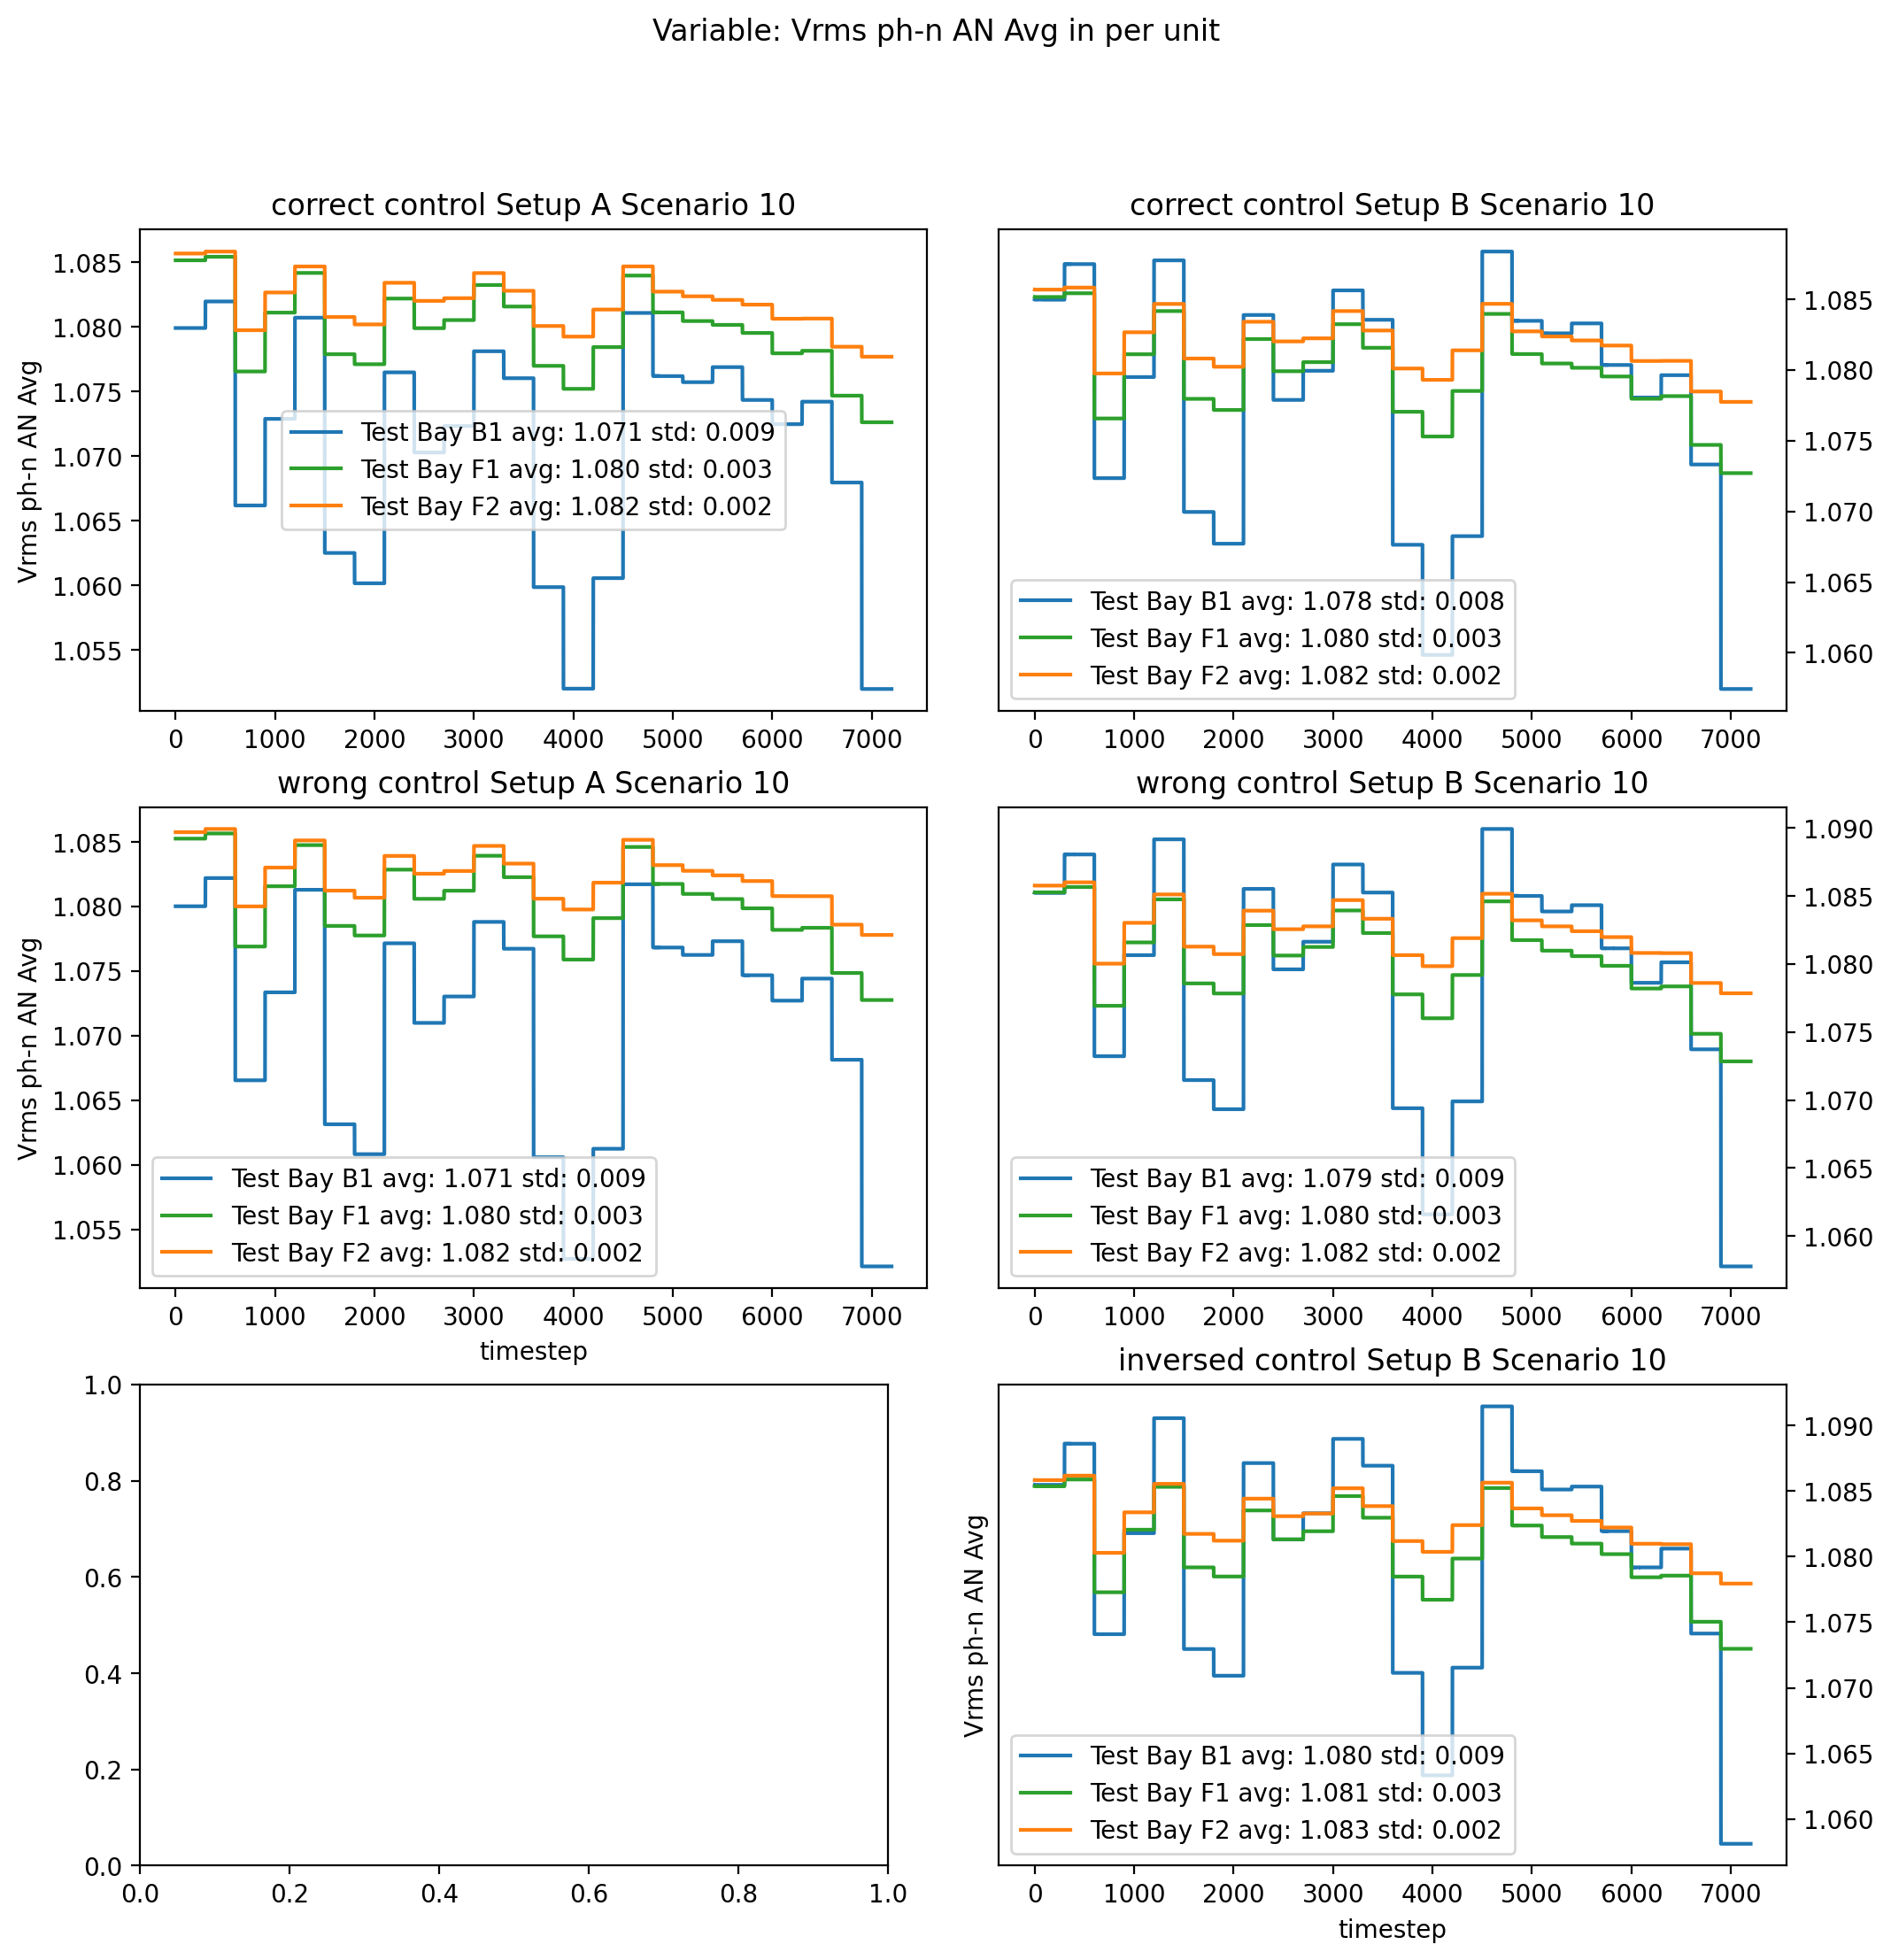 Variable: Vrms ph-n AN Avg in per unit
correct control Setup A Scenario 10
Vrms ph-n AN Avg
1.085
1.080
1.075
1.070
1.065
1.060
1.055
Test Bay B1 avg: 1.071 std: 0.009
Test Bay F1 avg: 1.080 std: 0.003
Test Bay F2 avg: 1.082 std: 0.002
0 1000 2000 3000 4000 5000 6000 7000
correct control Setup B Scenario 10
1.085
1.080
1.075
1.070
1.065
1.060
Test Bay B1 avg: 1.078 std: 0.008
Test Bay F1 avg: 1.080 std: 0.003
Test Bay F2 avg: 1.082 std: 0.002
0 1000 2000 3000 4000 5000 6000 7000
wrong control Setup A Scenario 10
Vrms ph-n AN Avg
1.085
1.080
1.075
1.070
1.065
1.060
1.055
Test Bay B1 avg: 1.071 std: 0.009
Test Bay F1 avg: 1.080 std: 0.003
Test Bay F2 avg: 1.082 std: 0.002
0 1000 2000 3000 4000 5000 6000 7000
timestep
wrong control Setup B Scenario 10
1.090
1.085
1.080
1.075
1.070
1.065
1.060
Test Bay B1 avg: 1.079 std: 0.009
Test Bay F1 avg: 1.080 std: 0.003
Test Bay F2 avg: 1.082 std: 0.002
0 1000 2000 3000 4000 5000 6000 7000
1.0
0.8
0.6
0.4
0.2
0.0
0.0 0.2 0.4 0.6 0.8 1.0
inversed control Setup B Scenario 10
Vrms ph-n AN Avg
1.090
1.085
1.080
1.075
1.070
1.065
1.060
Test Bay B1 avg: 1.080 std: 0.009
Test Bay F1 avg: 1.081 std: 0.003
Test Bay F2 avg: 1.083 std: 0.002
0 1000 2000 3000 4000 5000 6000 7000
timestep